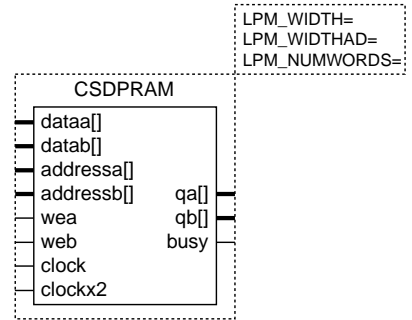 LPM_WIDTH=
LPM_WIDTHAD=
LPM_NUMWORDS=
CSDPRAM
dataa[]
datab[]
addressa[]
addressb[] qa[]
wea qb[]
web busy
clock
clockx2